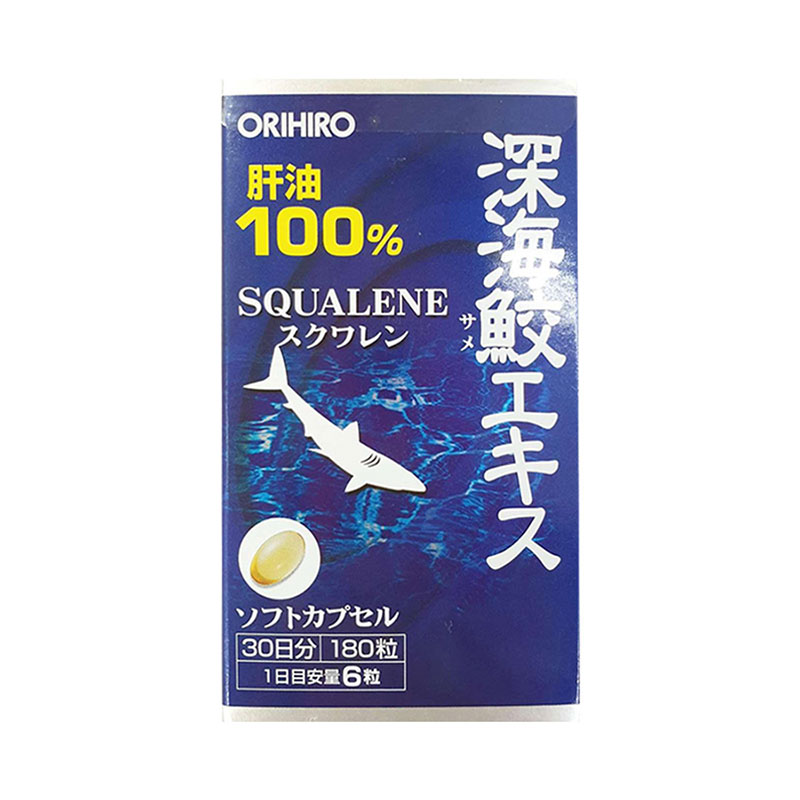 ORIHIRO
肝油
100%
SQUALENE
スクワレン
深海鮫エキス
サメ
ソフトカプセル
30日分 180粒
1日目安量6粒